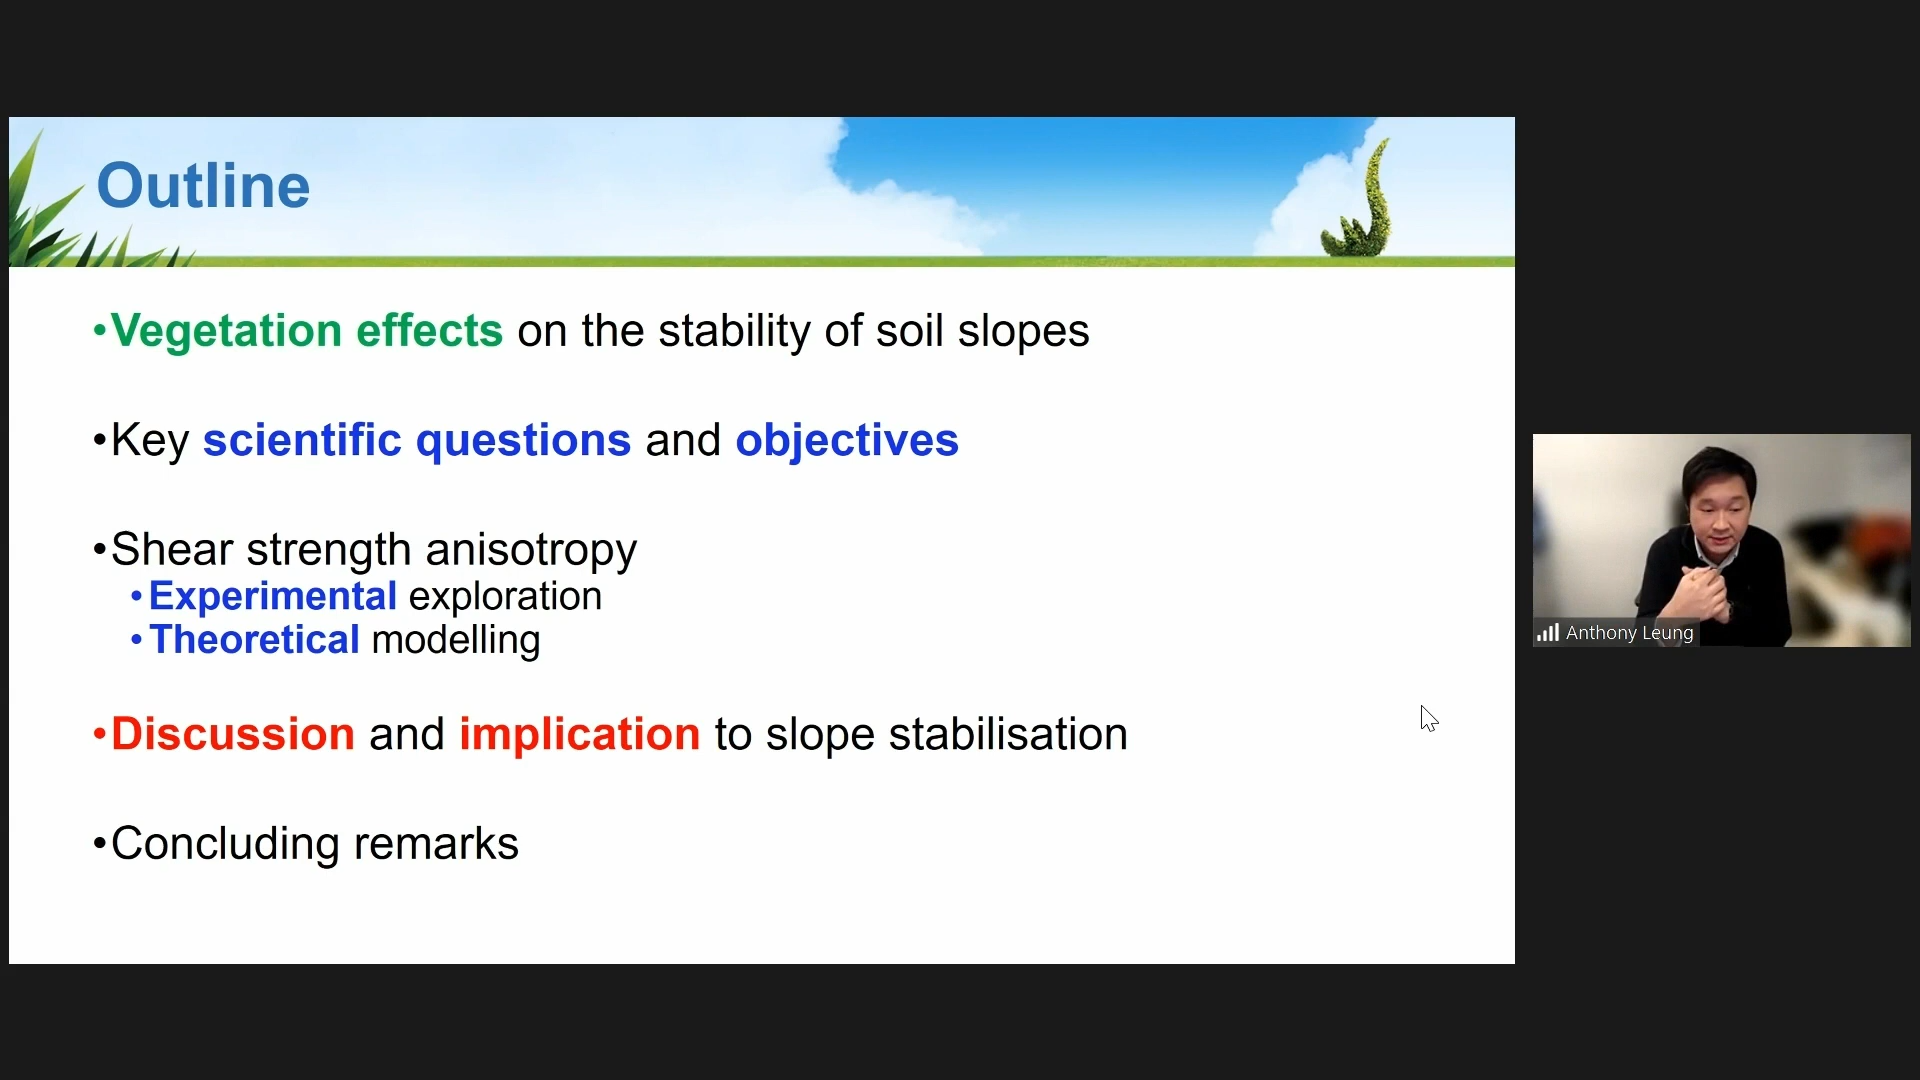 Outline
•Vegetation effects on the stability of soil slopes
•Key scientific questions and objectives
•Shear strength anisotropy
•Experimental exploration
•Theoretical modelling
•Discussion and implication to slope stabilisation
•Concluding remarks
Anthony Leung